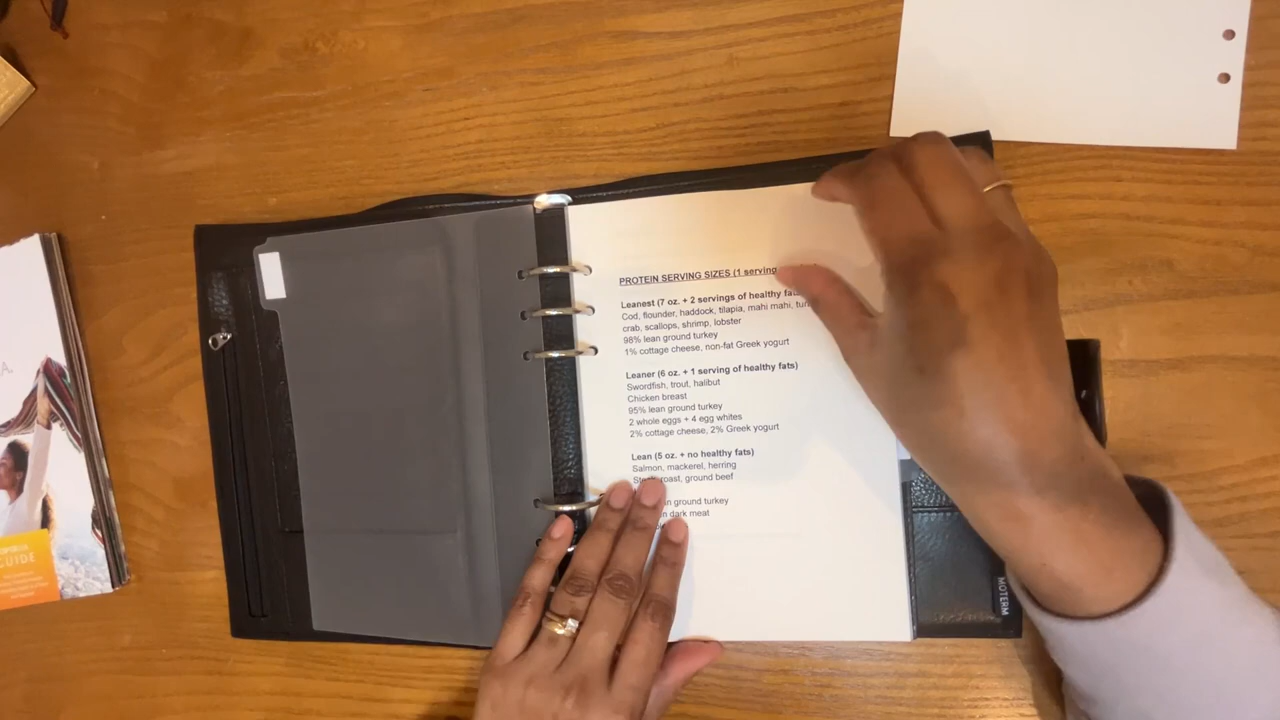 PROTEIN SERVING SIZES (1 serving
Leanest (7 oz. + 2 servings of healthy fats
Cod, flounder, haddock, tilapia, mahi mahi,
crab, scallops, shrimp, lobster
98% lean ground turkey
1% cottage cheese, non-fat Greek yogurt
Leaner (6 oz. + 1 serving of healthy fats)
Swordfish, trout, halibut
Chicken breast
95% lean ground turkey
2 whole eggs + 4 egg whites
2% cottage cheese, 2% Greek yogurt
Lean (5 oz. + no healthy fats)
Salmon, mackerel, herring
roast, ground beef
ground turkey
dark meat
MOTERM
GUIDE